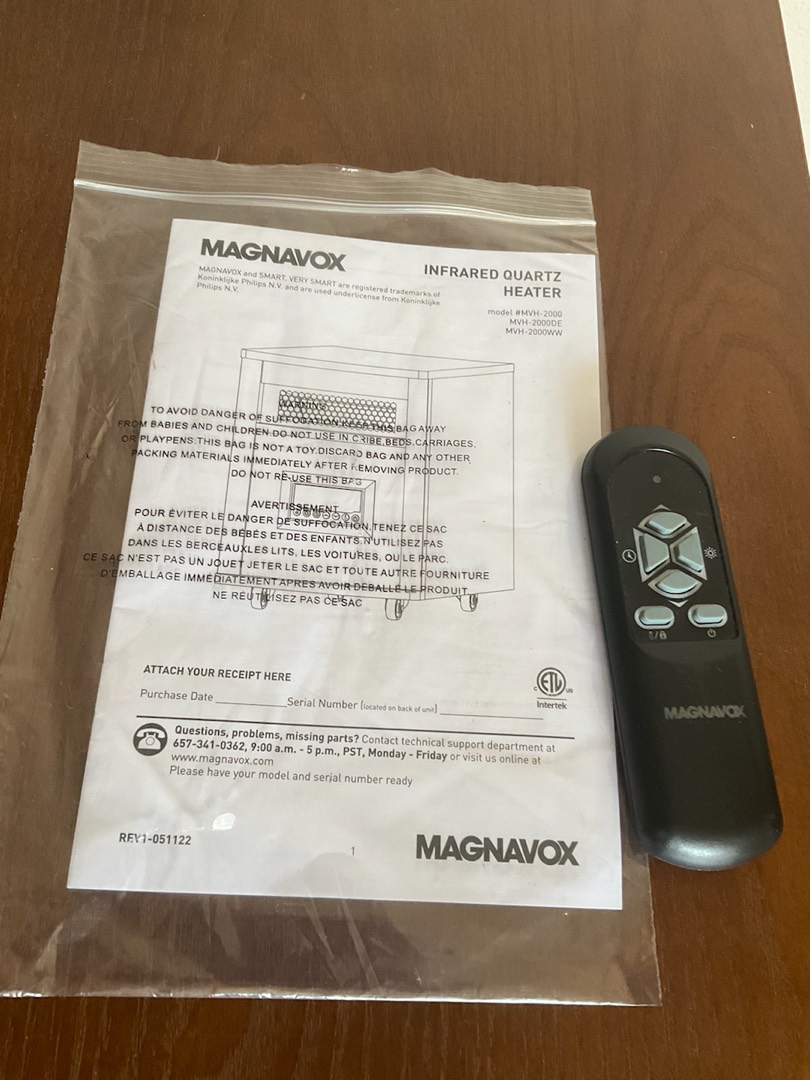 MAGNAVOX
MAGNAVOX and SMART, VERY SMART are registered trademarks of
Koninklijke Philips N.V. and are used underlicense from Koninklijke
Philips N.V.
INFRARED QUARTZ
HEATER
model #MVH-2000
MVH-2000DE
MVH-2000WW
WARNING
TO AVOID DANGER OF SUFFOCATION KEEP THIS BAG AWAY
FROM BABIES AND CHILDREN.DO NOT USE IN CRIBE,BEDS,CARRIAGES,
OR PLAYPENS.THIS BAG IS NOT A TOY.DISCARD BAG AND ANY OTHER
PACKING MATERIALS IMMEDIATELY AFTER REMOVING PRODUCT.
DO NOT RE-USE THIS BAG
AVERTISSEMENT
POUR ÉVITER LE DANGER DE SUFFOCATION,TENEZ CE SAC
À DISTANCE DES BÉBÉS ET DES ENFANTS.N'UTILISEZ PAS
DANS LES BERCEAUX,LES LITS, LES VOITURES, OU LE PARC.
CE SAC N'EST PAS UN JOUET JETER LE SAC ET TOUTE AUTRE FOURNITURE
D'EMBALLAGE IMMÉDIATEMENT APRES AVOIR DÉBALLÉ LE PRODUIT
NE RÉUTILISEZ PAS CE SAC
ATTACH YOUR RECEIPT HERE
Purchase Date ____________Serial Number (located on back of unit) ____________
C ETL US
Intertek
Questions, problems, missing parts? Contact technical support department at
657-341-0362, 9:00 a.m. - 5 p.m., PST, Monday - Friday or visit us online at
www.magnavox.com
Please have your model and serial number ready
REV1-051122
1
MAGNAVOX
MAGNAVOX